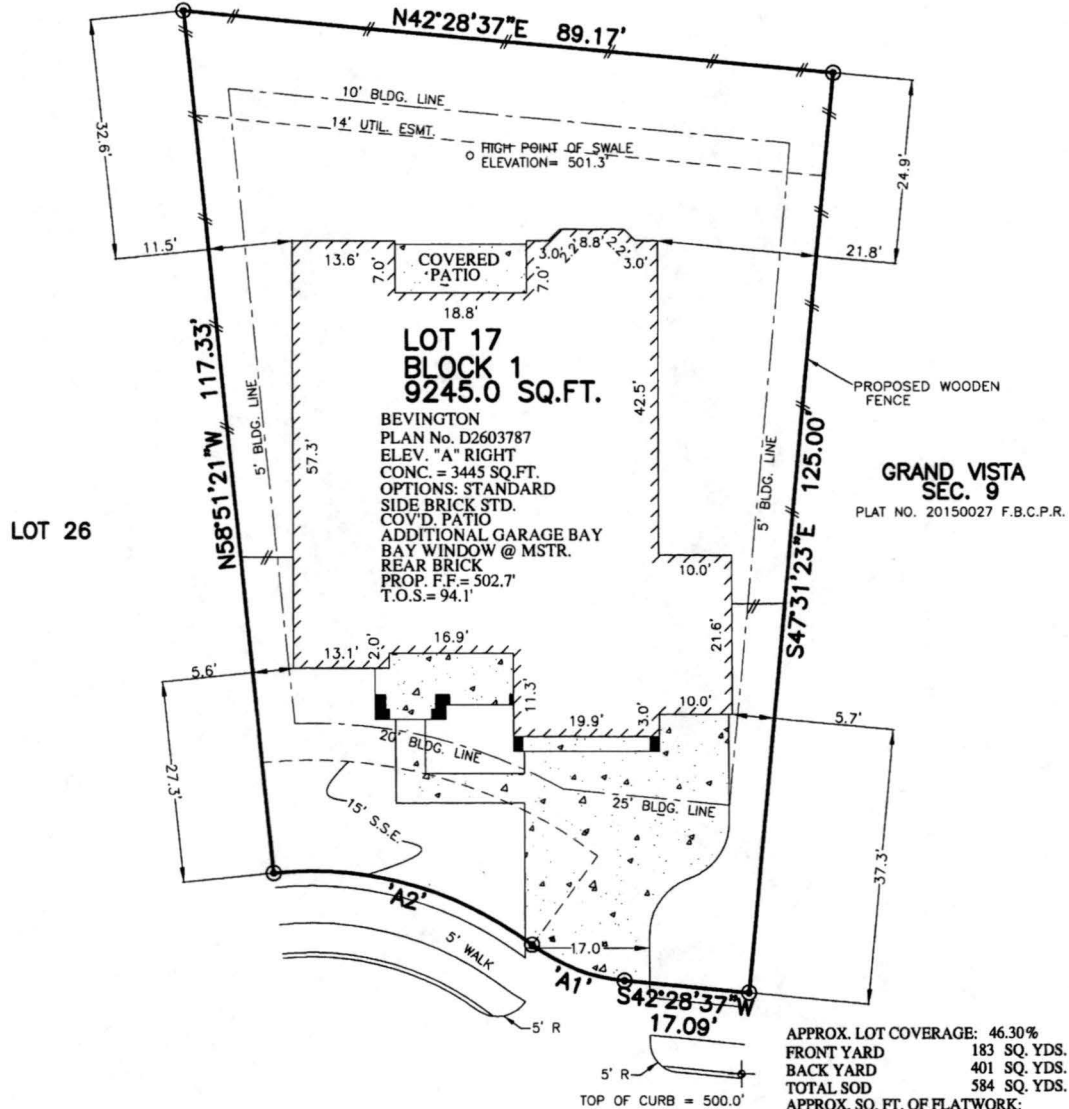 N42°28'37"E 89.17'
10' BLDG. LINE
14' UTIL. ESMT.
HIGH POINT OF SWALE
ELEVATION= 501.3'
32.6'
24.9'
11.5'
21.8'
13.6'
7.0'
COVERED
PATIO
18.8'
3.0'
2.2'
8.8'
2.2'
3.0'
7.0'
LOT 17
BLOCK 1
9245.0 SQ.FT.
BEVINGTON
PLAN No. D2603787
ELEV. "A" RIGHT
CONC. = 3445 SQ.FT.
OPTIONS: STANDARD
SIDE BRICK STD.
COV'D. PATIO
ADDITIONAL GARAGE BAY
BAY WINDOW @ MSTR.
REAR BRICK
PROP. F.F.= 502.7'
T.O.S.= 94.1'
N58°51'21"W 117.33'
5' BLDG. LINE
57.3'
42.5'
5' BLDG. LINE
S47°31'23"E 125.00'
PROPOSED WOODEN
FENCE
GRAND VISTA
SEC. 9
PLAT NO. 20150027 F.B.C.P.R.
LOT 26
10.0'
21.6'
13.1'
2.0'
16.9'
11.3'
19.9'
3.0'
10.0'
5.6'
5.7'
27.3'
37.3'
20' BLDG. LINE
25' BLDG. LINE
15' S.S.E.
'A2'
5' WALK
17.0'
'A1'
S42°28'37"W
17.09'
5' R
5' R
TOP OF CURB = 500.0'
APPROX. LOT COVERAGE: 46.30%
FRONT YARD 183 SQ. YDS.
BACK YARD 401 SQ. YDS.
TOTAL SOD 584 SQ. YDS.
APPROX. SQ. FT. OF FLATWORK: